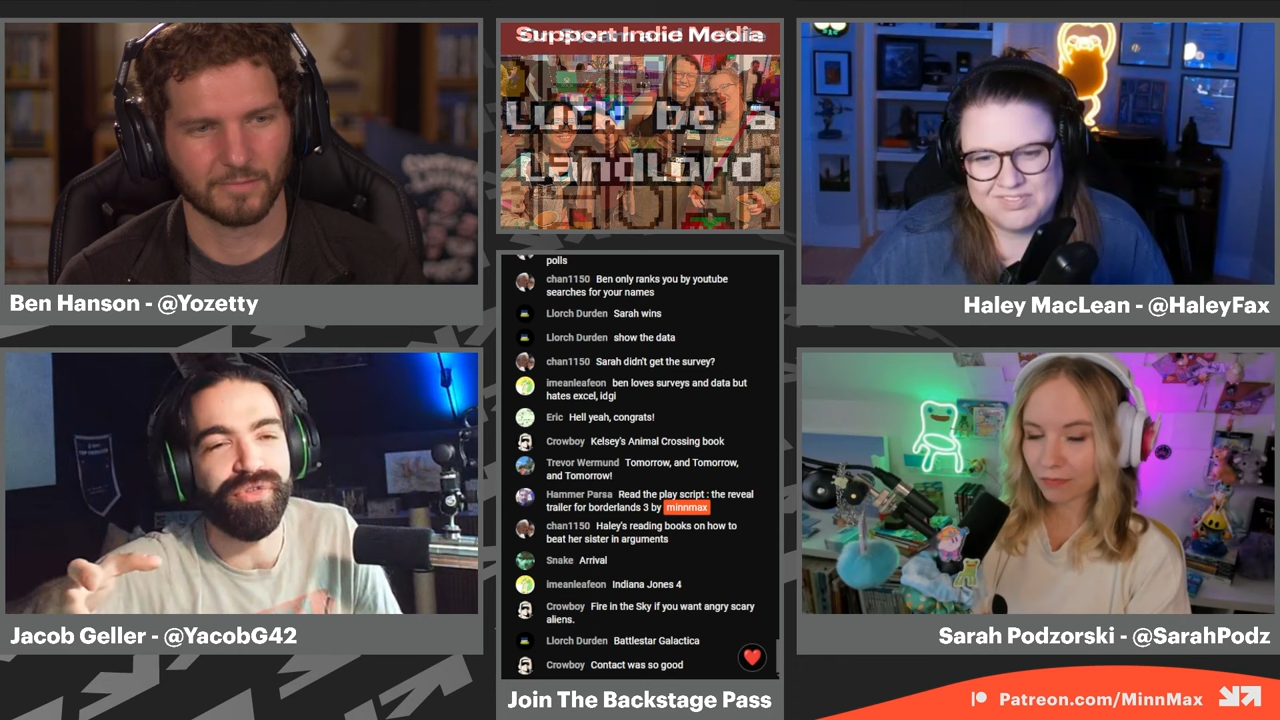 Support Indie Media
Luck be a
Landlord
Ben Hanson - @Yozetty
Haley MacLean - @HaleyFax
polls
chan1150 Ben only ranks you by youtube
searches for your names
Llorch Durden Sarah wins
Llorch Durden show the data
chan1150 Sarah didn't get the survey?
imeanleafeon ben loves surveys and data but
hates excel, idgi
Eric Hell yeah, congrats!
Crowboy Kelsey's Animal Crossing book
Trevor Wermund Tomorrow, and Tomorrow,
and Tomorrow!
Hammer Parsa Read the play script : the reveal
trailer for borderlands 3 by minnmax
chan1150 Haley's reading books on how to
beat her sister in arguments
Snake Arrival
imeanleafeon Indiana Jones 4
Crowboy Fire in the Sky if you want angry scary
aliens.
Llorch Durden Battlestar Galactica
Crowboy Contact was so good
Jacob Geller - @YacobG42
Sarah Podzorski - @SarahPodz
Join The Backstage Pass
Patreon.com/MinnMax